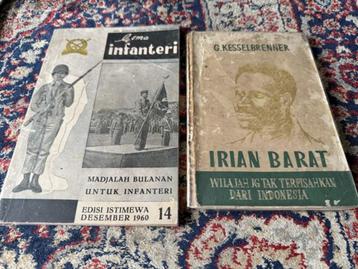 infanteri
MADJALAH BULANAN
UNTUK INFANTERI
EDISI ISTIMEWA
DESEMBER 1960
14
G. KESSELBRENNER
IRIAN BARAT
WILAJAH JG TAK TERPISAHKAN
DARI INDONESIA